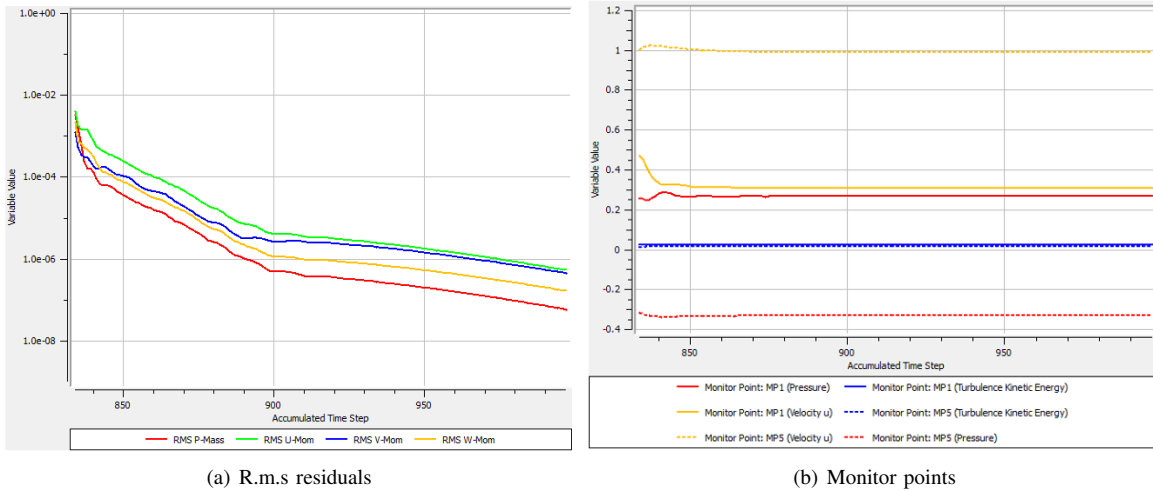 1.0e+00
1.0e-02
1.0e-04
1.0e-06
1.0e-08
Variable Value
850
900
950
Accumulated Time Step
RMS P-Mass
RMS U-Mom
RMS V-Mom
RMS W-Mom
(a) R.m.s residuals
1.2
1
0.8
0.6
0.4
0.2
0
-0.2
-0.4
Variable Value
850
900
950
Accumulated Time Step
Monitor Point: MP1 (Pressure)
Monitor Point: MP1 (Turbulence Kinetic Energy)
Monitor Point: MP1 (Velocity u)
Monitor Point: MP5 (Turbulence Kinetic Energy)
Monitor Point: MP5 (Velocity u)
Monitor Point: MP5 (Pressure)
(b) Monitor points